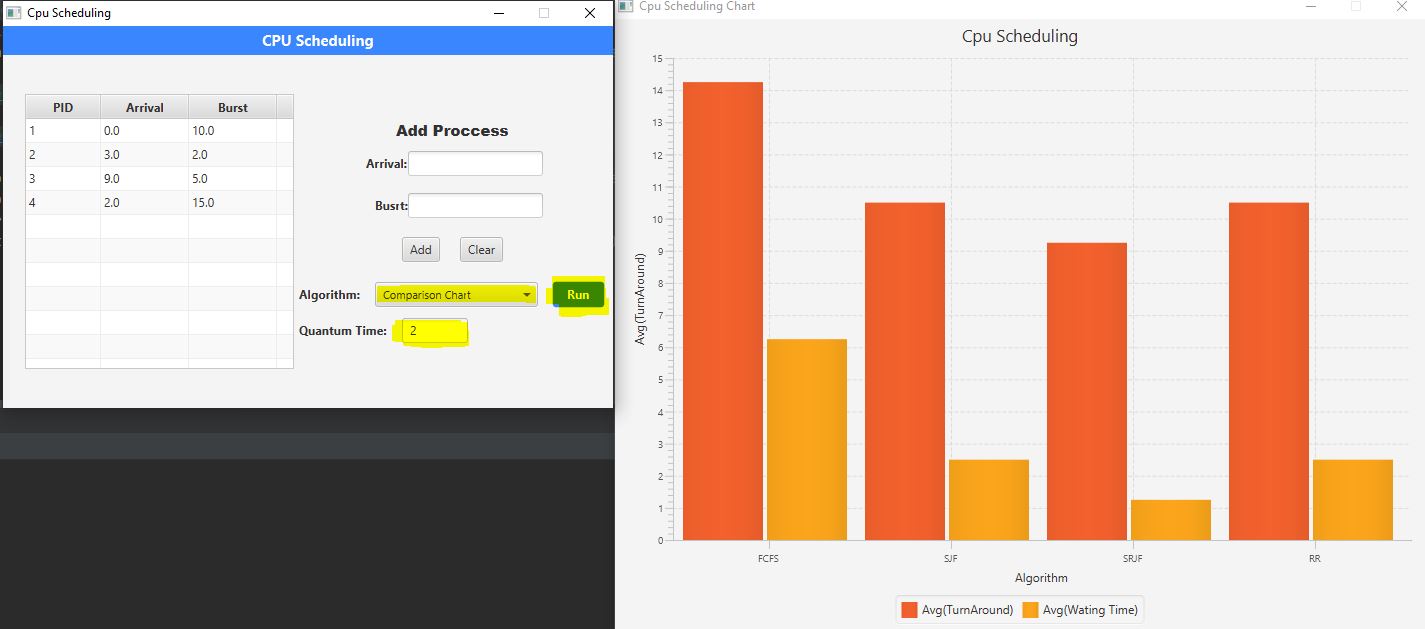 Cpu Scheduling
CPU Scheduling
PID Arrival Burst
1 0.0 10.0
2 3.0 2.0
3 9.0 5.0
4 2.0 15.0
Add Proccess
Arrival:
Busrt:
Add Clear
Algorithm: Comparison Chart Run
Quantum Time: 2
Cpu Scheduling Chart
Cpu Scheduling
Avg(TurnAround)
15
14
13
12
11
10
9
8
7
6
5
4
3
2
1
0
FCFS SJF SRJF RR
Algorithm
Avg(TurnAround) Avg(Wating Time)